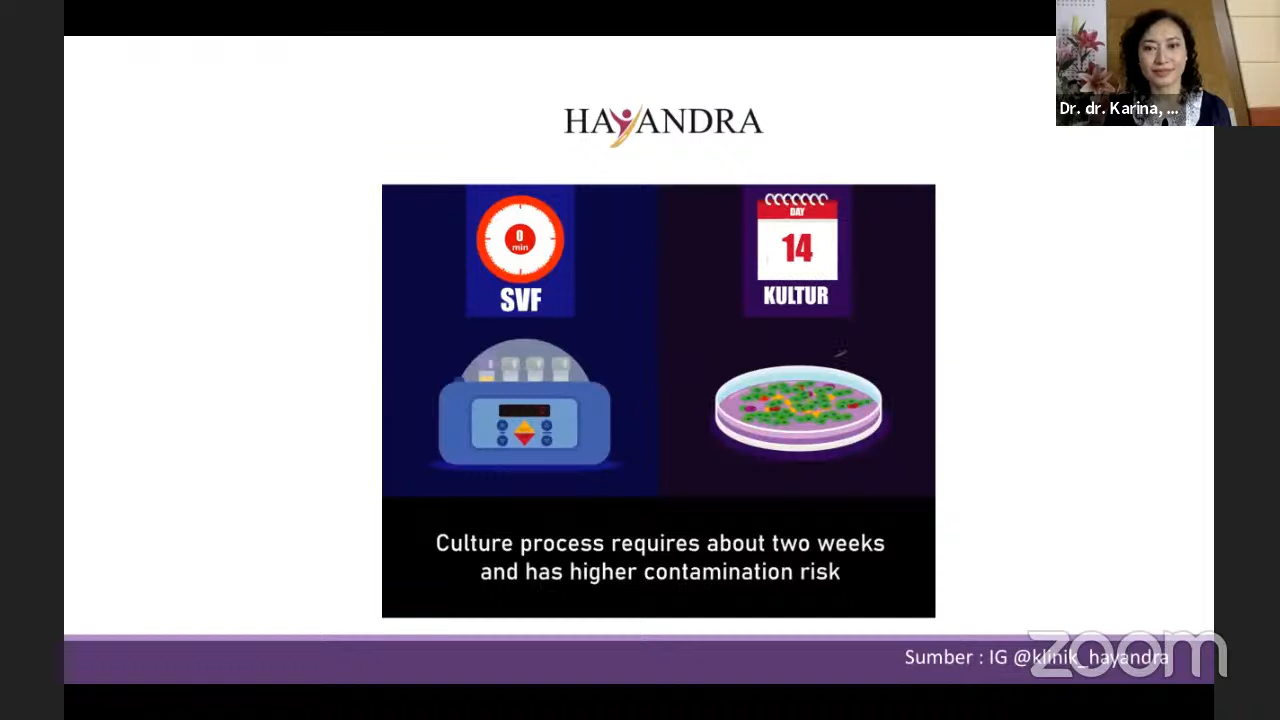 HAYANDRA
Dr. dr. Karina, ...
0
min
SVF
DAY
14
KULTUR
Culture process requires about two weeks
and has higher contamination risk
Sumber : IG @klinik_hayandra
zoom